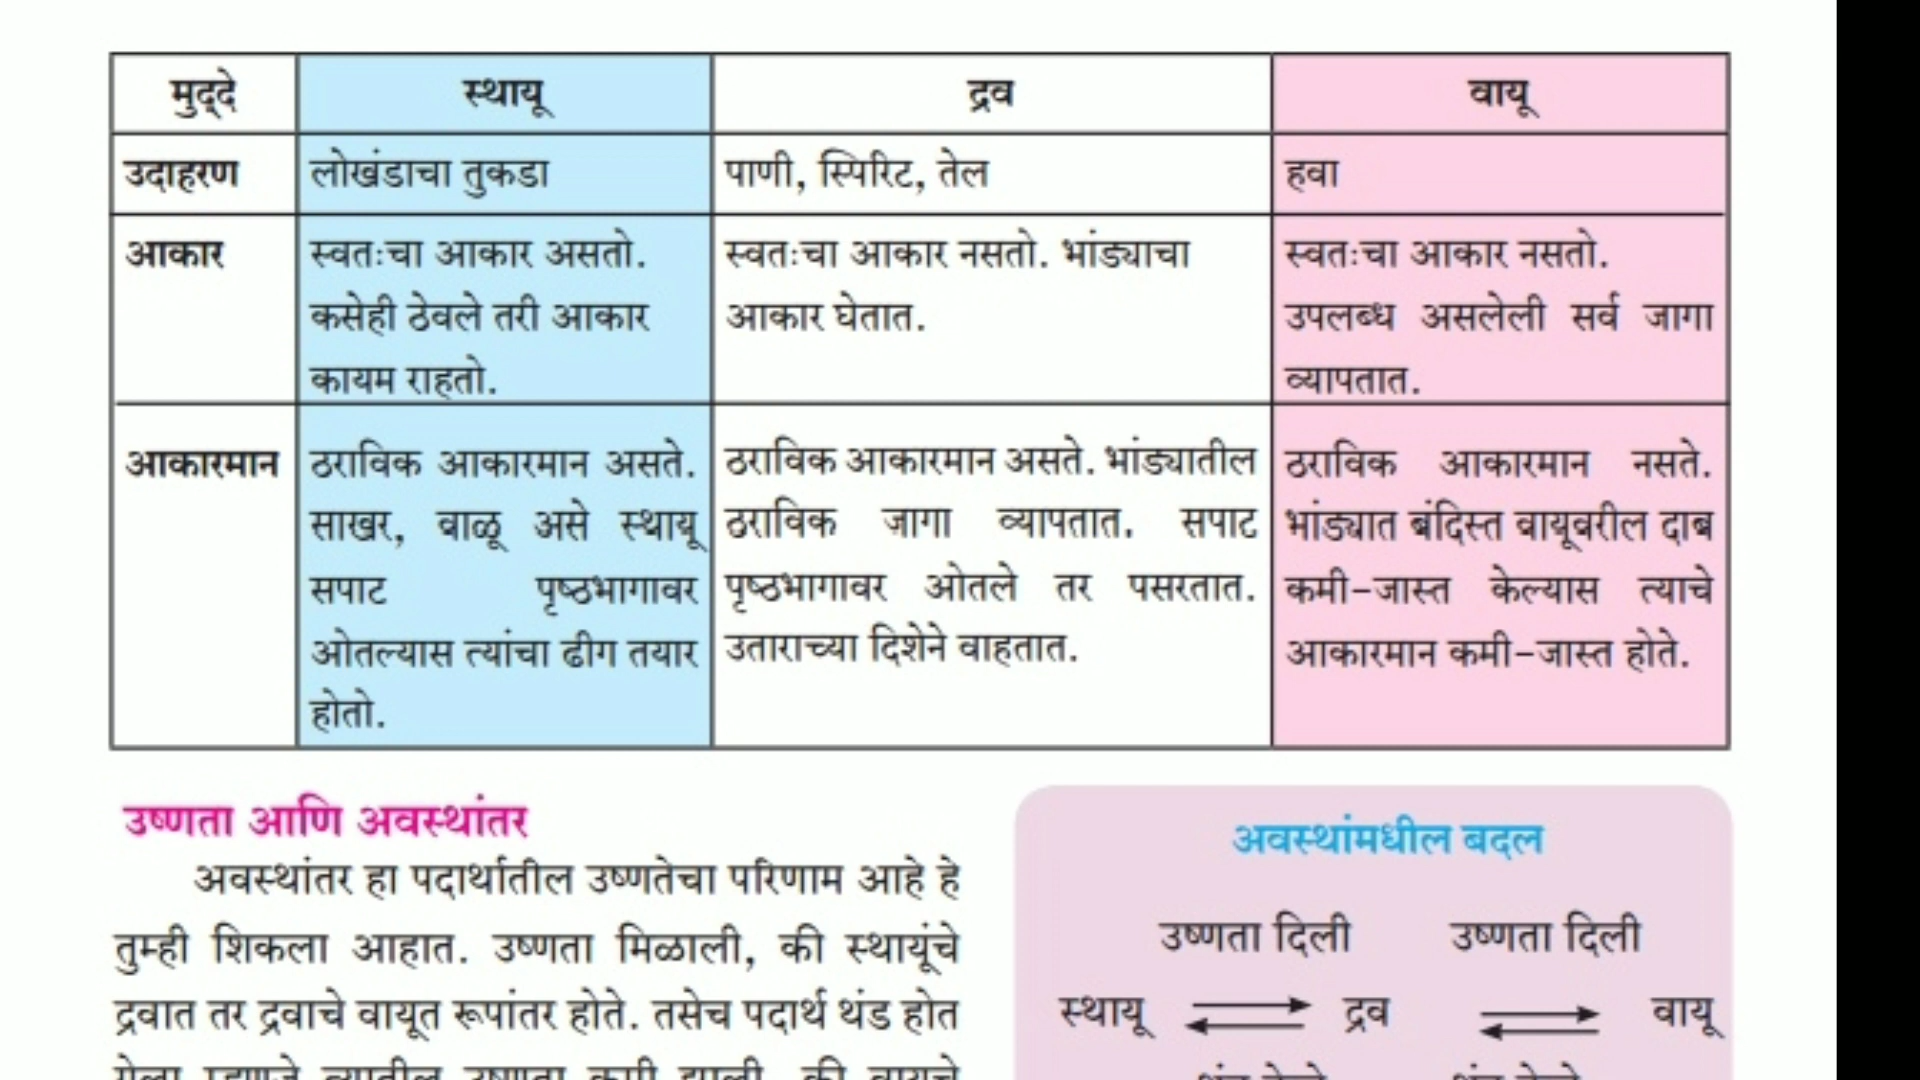 मुद्दे स्थायू द्रव वायू
उदाहरण लोखंडाचा तुकडा पाणी, स्पिरिट, तेल हवा
आकार स्वतःचा आकार असतो. स्वतःचा आकार नसतो. भांड्याचा स्वतःचा आकार नसतो.
कसेही ठेवले तरी आकार आकार घेतात. उपलब्ध असलेली सर्व जागा
कायम राहतो. व्यापतात.
आकारमान ठराविक आकारमान असते. ठराविक आकारमान असते. भांड्यातील ठराविक आकारमान नसते.
साखर, वाळू असे स्थायू ठराविक जागा व्यापतात. सपाट भांड्यात बंदिस्त वायूवरील दाब
सपाट पृष्ठभागावर पृष्ठभागावर ओतले तर पसरतात. कमी-जास्त केल्यास त्याचे
ओतल्यास त्यांचा ढीग तयार उताराच्या दिशेने वाहतात. आकारमान कमी-जास्त होते.
होतो.
उष्णता आणि अवस्थांतर
अवस्थांतर हा पदार्थातील उष्णतेचा परिणाम आहे हे
तुम्ही शिकला आहात. उष्णता मिळाली, की स्थायूंचे
द्रवात तर द्रवाचे वायूत रूपांतर होते. तसेच पदार्थ थंड होत
अवस्थांमधील बदल
उष्णता दिली उष्णता दिली
स्थायू द्रव वायू